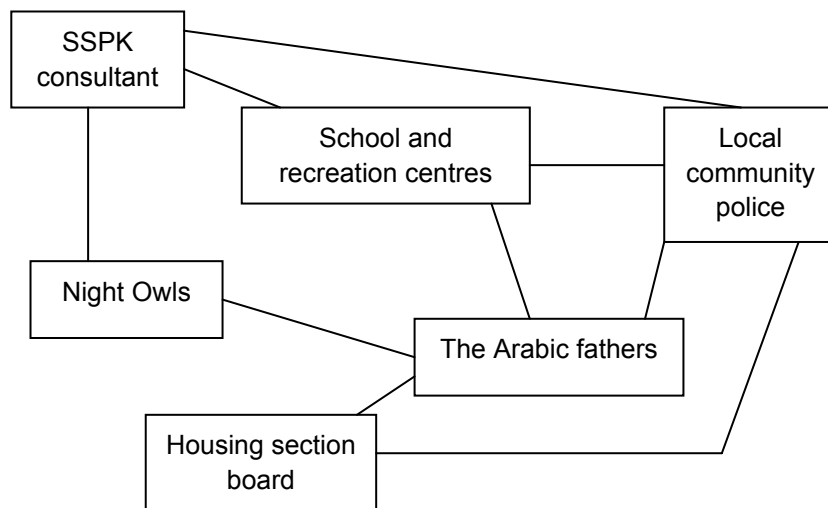 SSPK
consultant
School and
recreation centres
Local
community
police
Night Owls
The Arabic fathers
Housing section
board